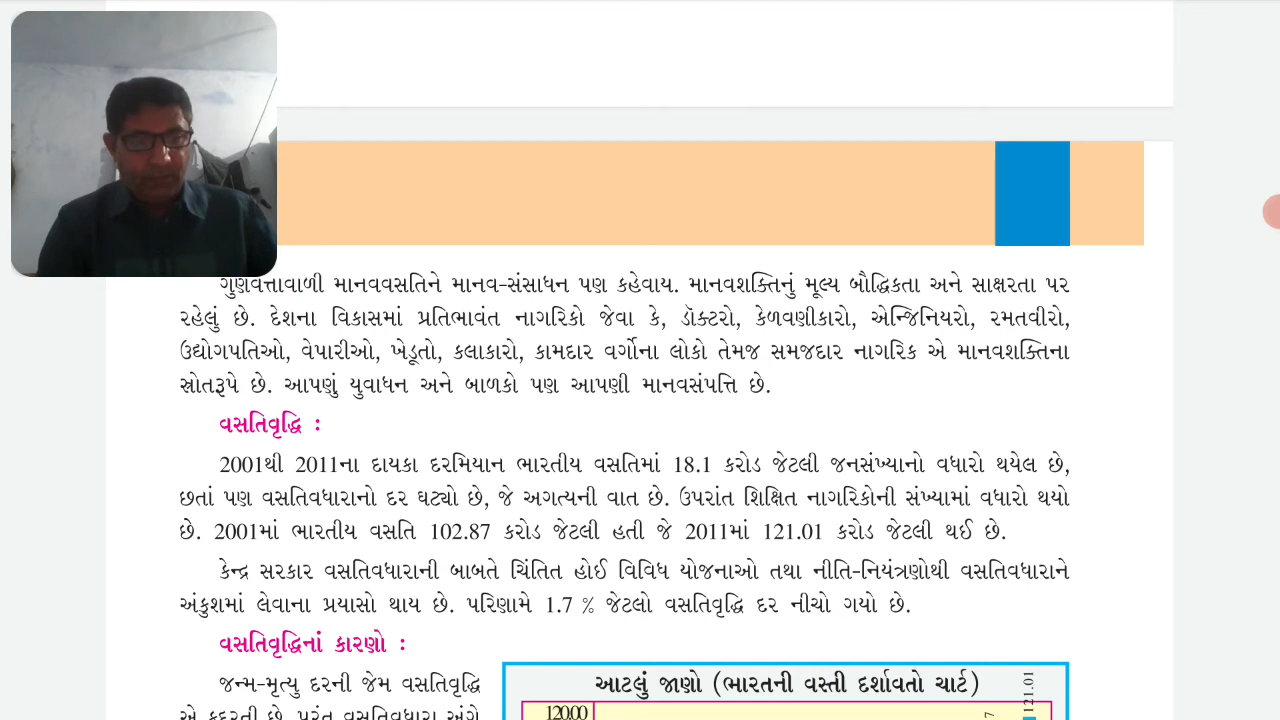 ગુણવત્તાવાળી માનવવસતિને માનવ-સંસાધન પણ કહેવાય. માનવશક્તિનું મૂલ્ય બૌદ્ધિકતા અને સાક્ષરતા પર
રહેલું છે. દેશના વિકાસમાં પ્રતિભાવંત નાગરિકો જેવા કે, ડૉક્ટરો, કેળવણીકારો, એન્જિનિયરો, રમતવીરો,
ઉદ્યોગપતિઓ, વેપારીઓ, ખેડૂતો, કલાકારો, કામદાર વર્ગોના લોકો તેમજ સમજદાર નાગરિક એ માનવશક્તિના
સ્રોતરૂપે છે. આપણું યુવાધન અને બાળકો પણ આપણી માનવસંપત્તિ છે.
વસતિવૃદ્ધિ :
2001થી 2011ના દાયકા દરમિયાન ભારતીય વસતિમાં 18.1 કરોડ જેટલી જનસંખ્યાનો વધારો થયેલ છે,
છતાં પણ વસતિવધારાનો દર ઘટ્યો છે, જે અગત્યની વાત છે. ઉપરાંત શિક્ષિત નાગરિકોની સંખ્યામાં વધારો થયો
છે. 2001માં ભારતીય વસતિ 102.87 કરોડ જેટલી હતી જે 2011માં 121.01 કરોડ જેટલી થઈ છે.
કેન્દ્ર સરકાર વસતિવધારાની બાબતે ચિંતિત હોઈ વિવિધ યોજનાઓ તથા નીતિ-નિયંત્રણોથી વસતિવધારાને
અંકુશમાં લેવાના પ્રયાસો થાય છે. પરિણામે 1.7 % જેટલો વસતિવૃદ્ધિ દર નીચો ગયો છે.
વસતિવૃદ્ધિનાં કારણો :
જન્મ-મૃત્યુ દરની જેમ વસતિવૃદ્ધિ
એ કુદરતી છે. પરંતુ વસતિવધારા અંગે
આટલું જાણો (ભારતની વસ્તી દર્શાવતો ચાર્ટ)
121.01
120.00
7